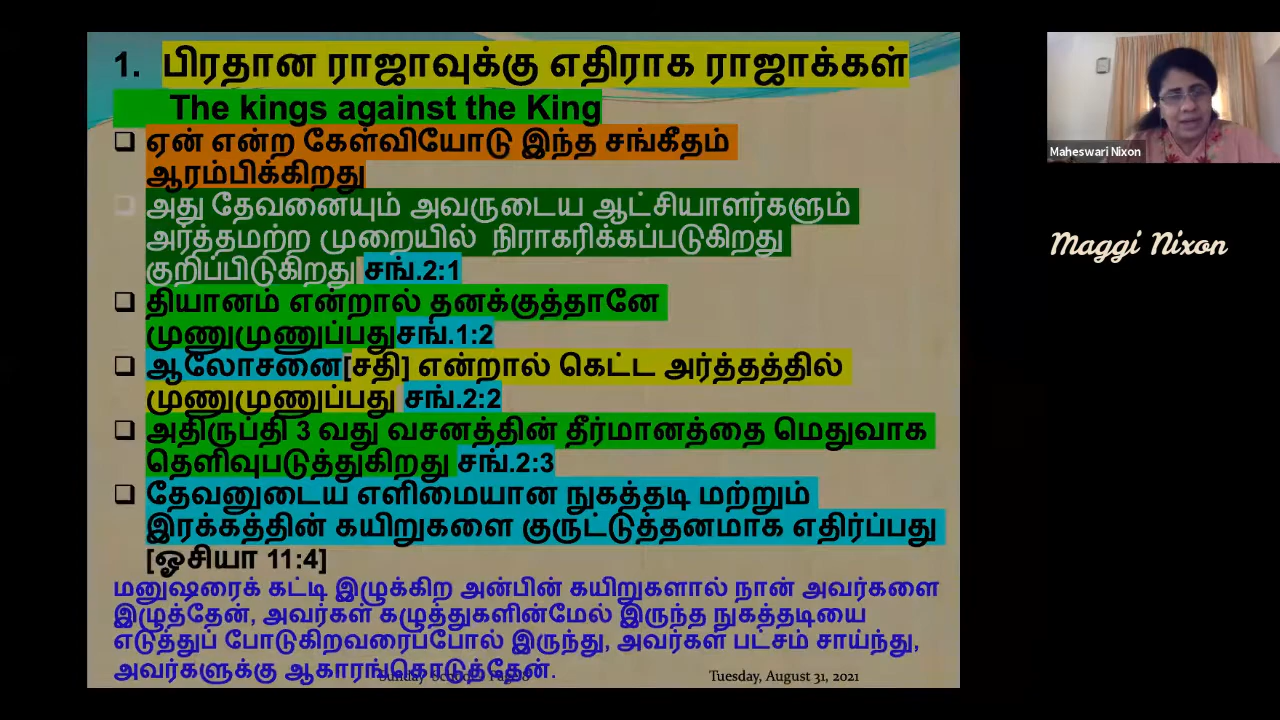 1. பிரதான ராஜாவுக்கு எதிராக ராஜாக்கள்
The kings against the King
ஏன் என்ற கேள்வியோடு இந்த சங்கீதம்
ஆரம்பிக்கிறது
அது தேவனையும் அவருடைய ஆட்சியாளர்களும்
அர்த்தமற்ற முறையில் நிராகரிக்கப்படுகிறது
குறிப்பிடுகிறது சங்.2:1
தியானம் என்றால் தனக்குத்தானே
முணுமுணுப்பதுசங்.1:2
ஆலோசனை[சதி] என்றால் கெட்ட அர்த்தத்தில்
முணுமுணுப்பது சங்.2:2
அதிருப்தி 3 வது வசனத்தின் தீர்மானத்தை மெதுவாக
தெளிவுபடுத்துகிறது சங்.2:3
தேவனுடைய எளிமையான நுகத்தடி மற்றும்
இரக்கத்தின் கயிறுகளை குருட்டுத்தனமாக எதிர்ப்பது
[ஓசியா 11:4]
மனுஷரைக் கட்டி இழுக்கிற அன்பின் கயிறுகளால் நான் அவர்களை
இழுத்தேன், அவர்கள் கழுத்துகளின்மேல் இருந்த நுகத்தடியை
எடுத்துப் போடுகிறவரைப்போல் இருந்து, அவர்கள் பட்சம் சாய்ந்து,
அவர்களுக்கு ஆகாரங்கொடுத்தேன்.
Tuesday, August 31, 2021
Maheswari Nixon
Maggi Nixon